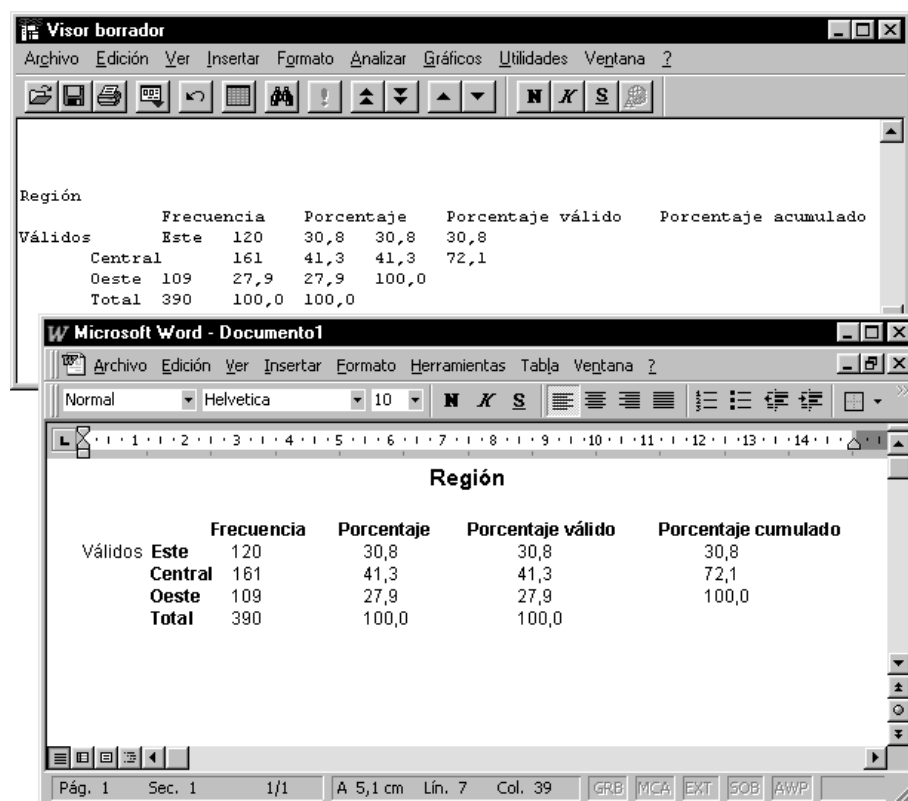 Visor borrador
Archivo Edición Ver Insertar Formato Analizar Gráficos Utilidades Ventana ?
N K S
Región
Frecuencia Porcentaje Porcentaje válido Porcentaje acumulado
Válidos Este 120 30,8 30,8 30,8
Central 161 41,3 41,3 72,1
Oeste 109 27,9 27,9 100,0
Total 390 100,0 100,0
Microsoft Word - Documento1
Archivo Edición Ver Insertar Formato Herramientas Tabla Ventana ?
Normal Helvetica 10 N K S
1 2 3 4 5 6 7 8 9 10 11 12 13 14
Región
Frecuencia Porcentaje Porcentaje válido Porcentaje cumulado
Válidos Este 120 30,8 30,8 30,8
Central 161 41,3 41,3 72,1
Oeste 109 27,9 27,9 100,0
Total 390 100,0 100,0
Pág. 1 Sec. 1 1/1 A 5,1 cm Lín. 7 Col. 39 GRB MCA EXT SOB AWP